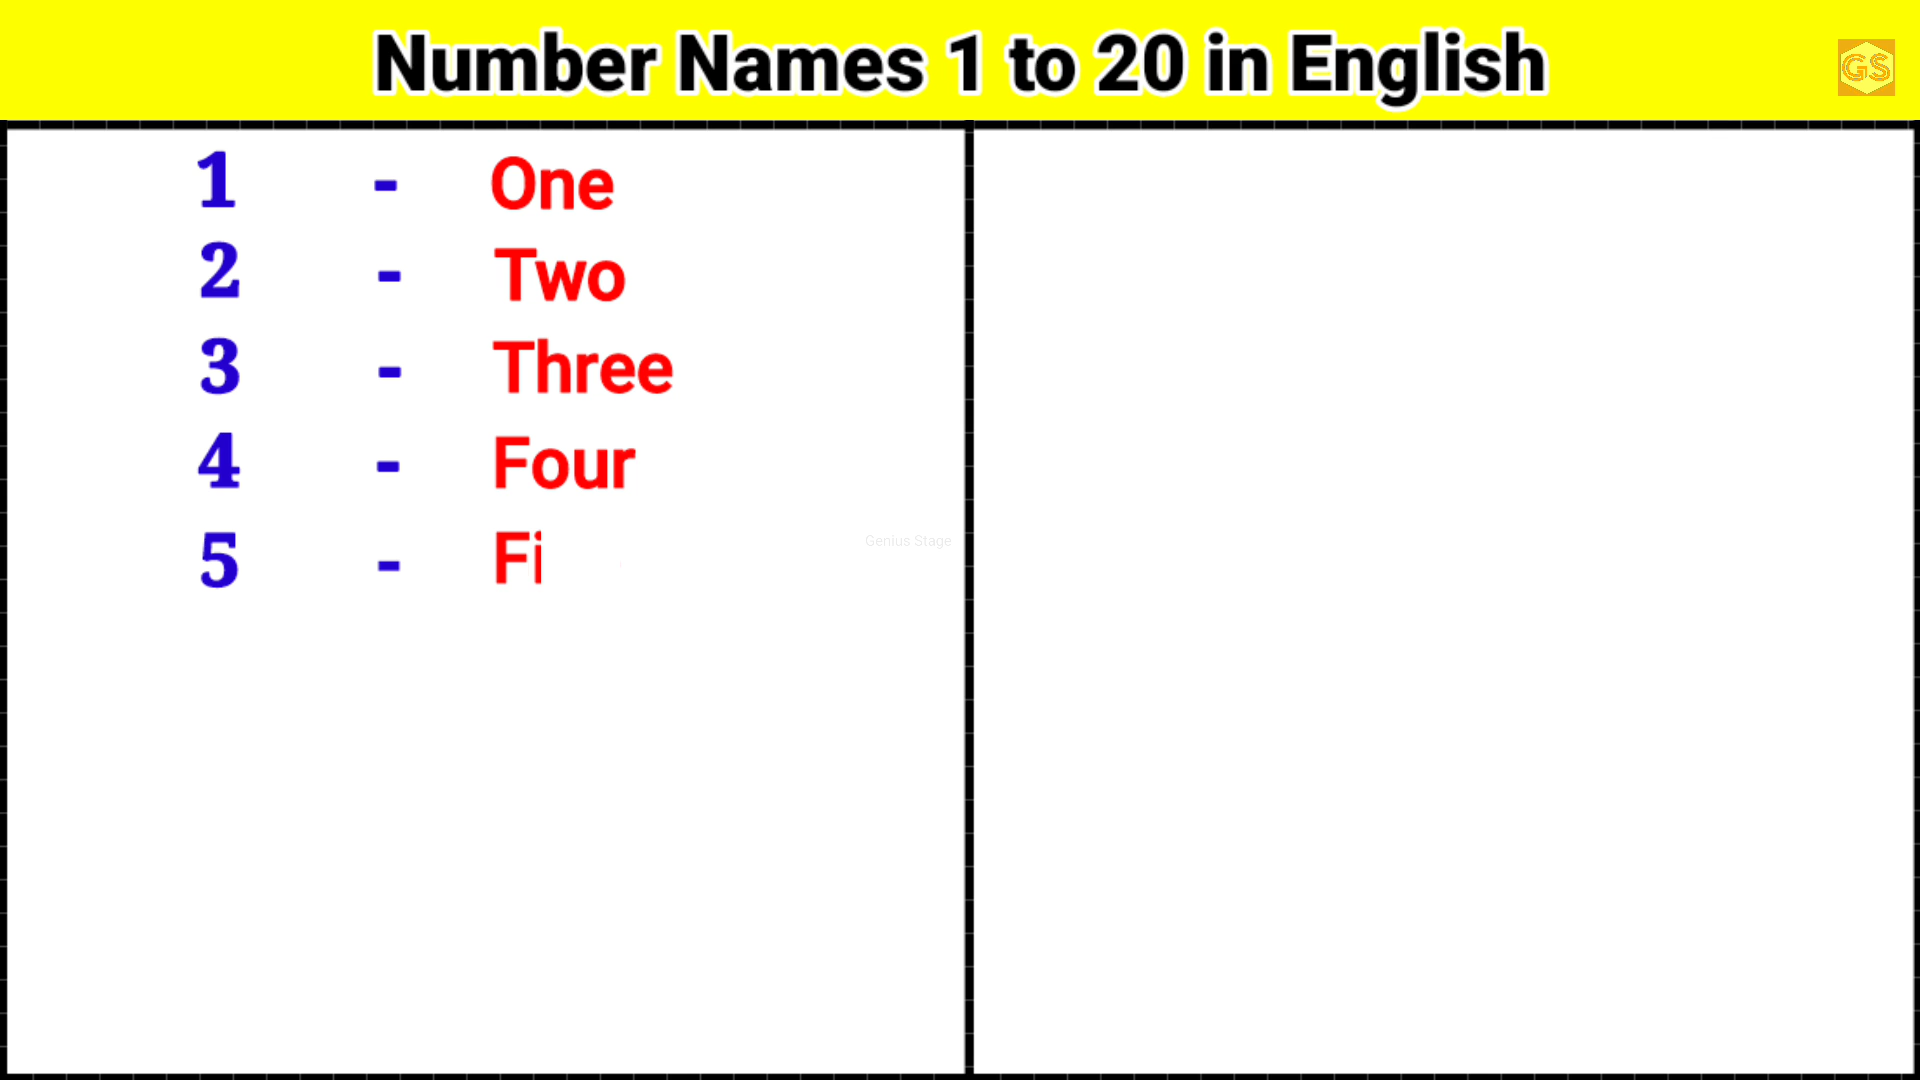 Number Names 1 to 20 in English
GS
1 - One
2 - Two
3 - Three
4 - Four
5 - Fi
Genius Stage